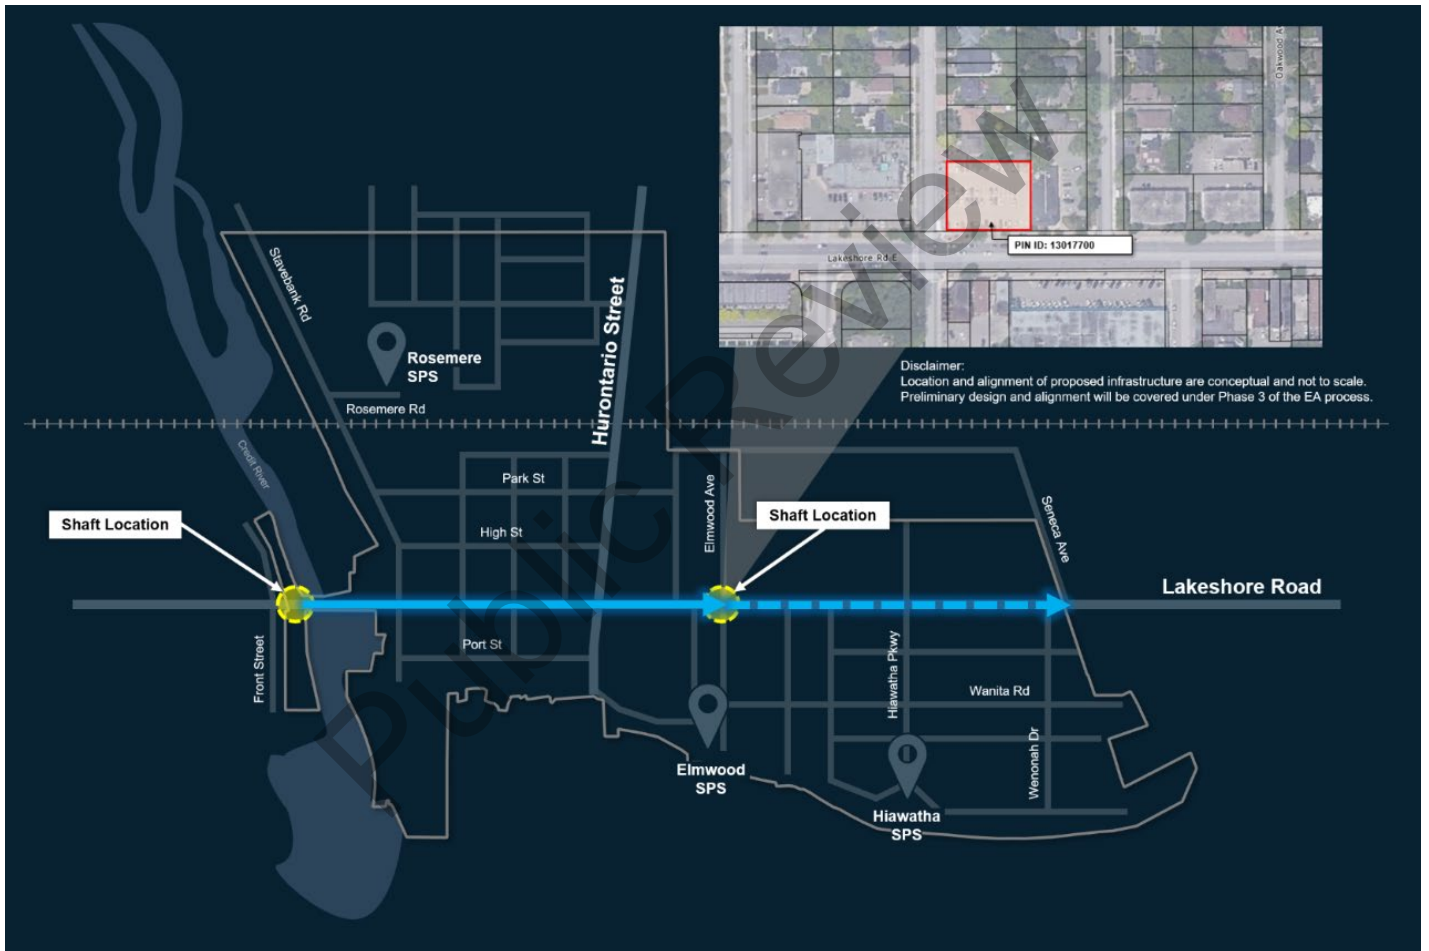 Oakwood A
PIN ID: 13017700
Lakeshore Rd E
Disclaimer:
Location and alignment of proposed infrastructure are conceptual and not to scale.
Preliminary design and alignment will be covered under Phase 3 of the EA process.
Stavebank Rd
Hurontario Street
Rosemere
SPS
Rosemere Rd
Credit River
Park St
High St
Elmwood Ave
Shaft Location
Shaft Location
Seneca Ave
Lakeshore Road
Front Street
Port St
Hiawatha Pkwy
Wanita Rd
Wenonah Dr
Elmwood
SPS
Hiawatha
SPS
Public Review